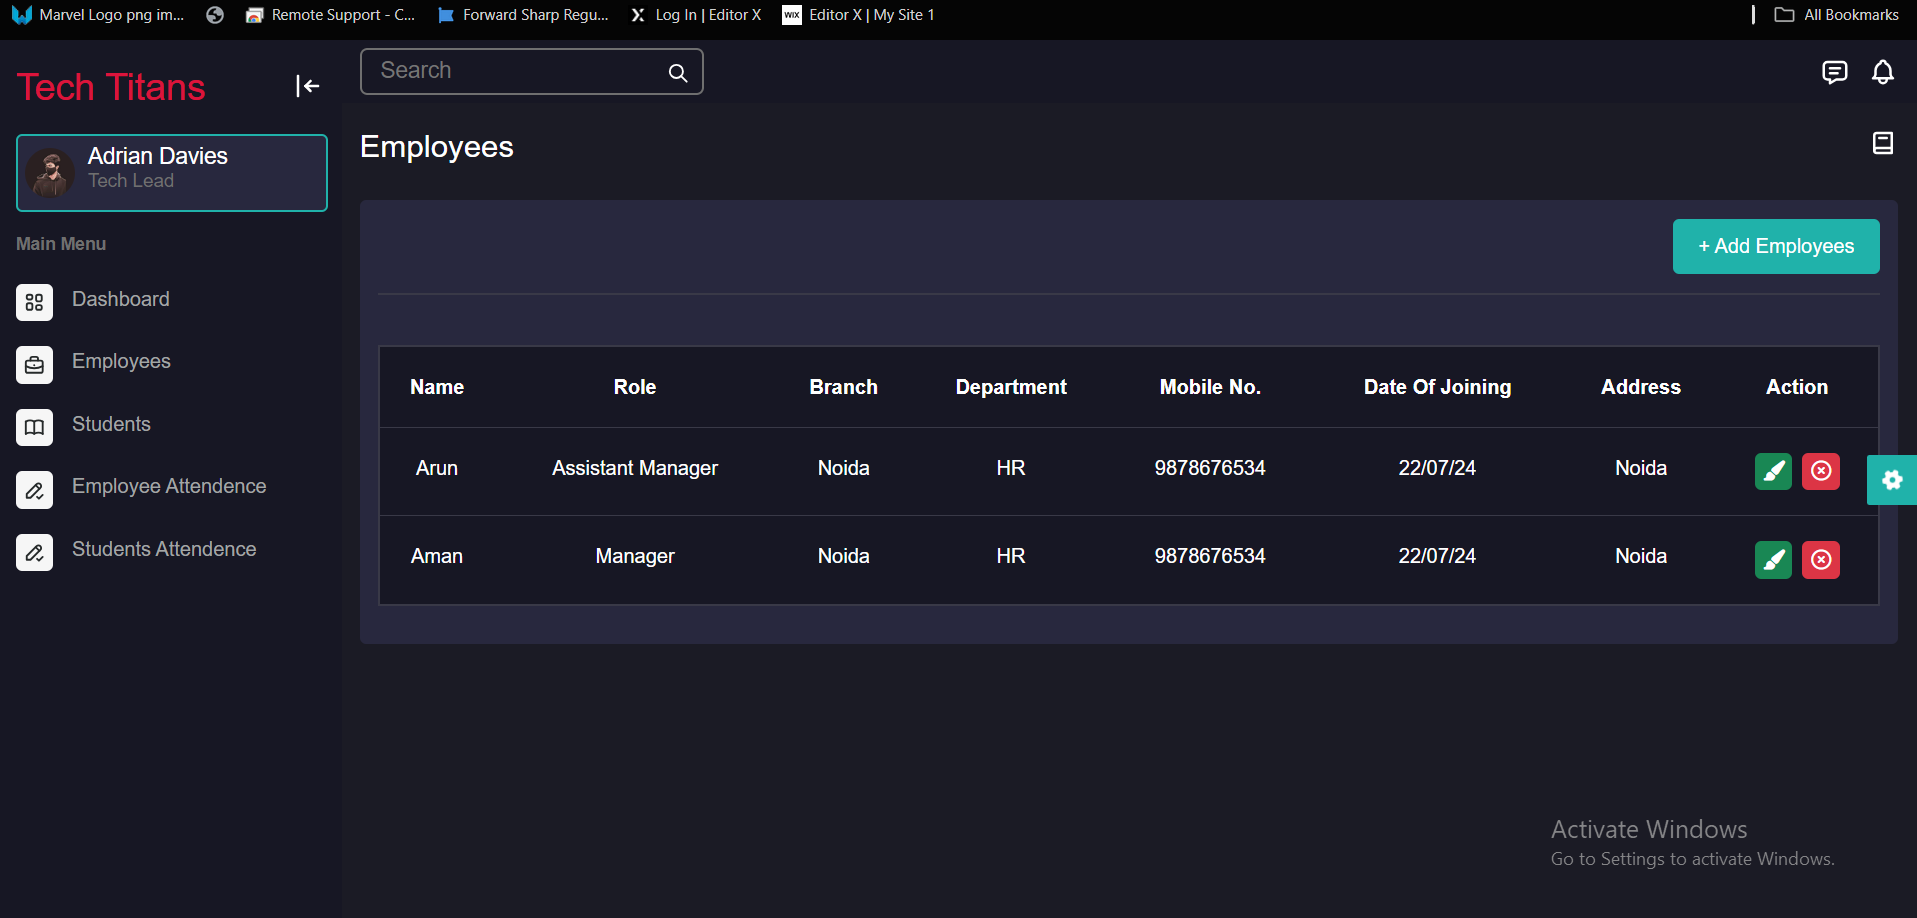 Marvel Logo png im... Remote Support - C... Forward Sharp Regu... Log In | Editor X WIX Editor X | My Site 1 All Bookmarks
Tech Titans
Search
Adrian Davies
Tech Lead
Employees
Main Menu
Dashboard
Employees
Students
Employee Attendence
Students Attendence
+ Add Employees
Name Role Branch Department Mobile No. Date Of Joining Address Action
Arun Assistant Manager Noida HR 9878676534 22/07/24 Noida
Aman Manager Noida HR 9878676534 22/07/24 Noida
Activate Windows
Go to Settings to activate Windows.